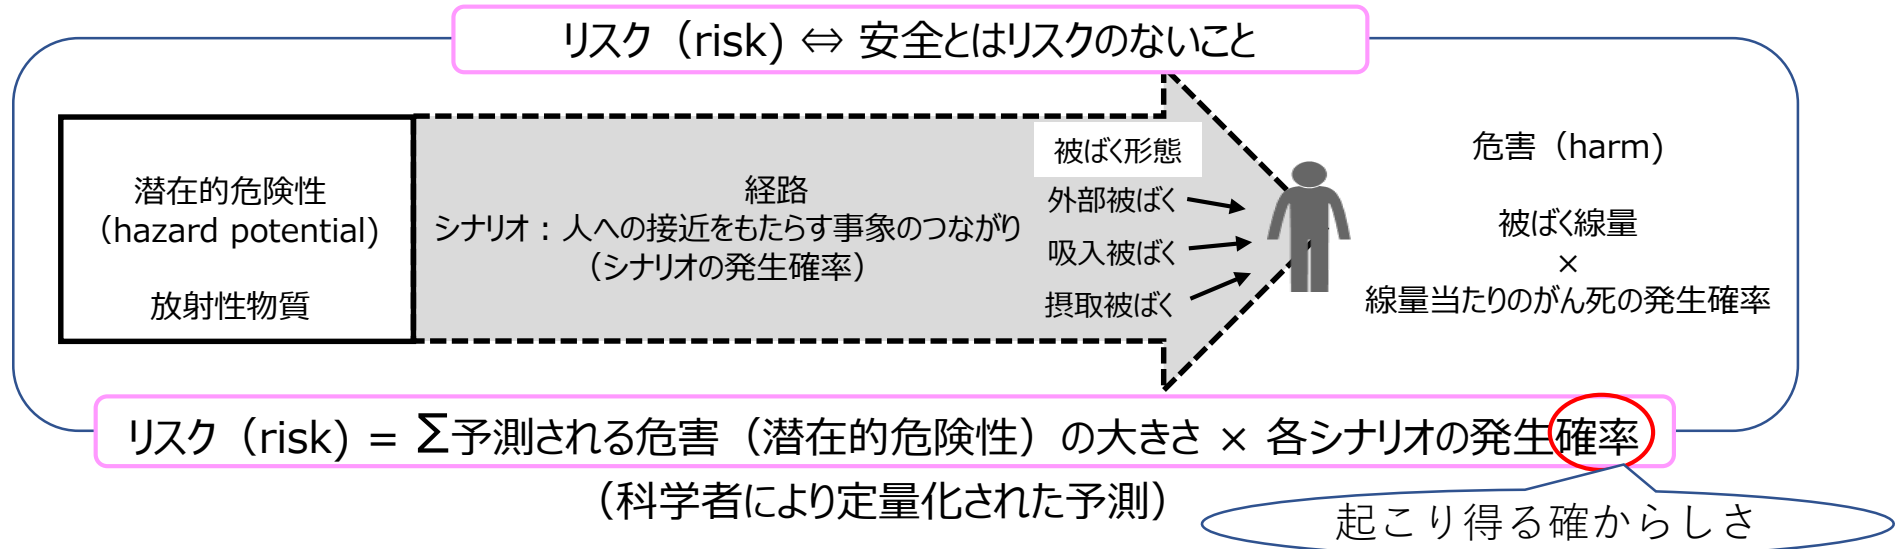 リスク（risk) ⇔ 安全とはリスクのないこと
潜在的危険性
（hazard potential)
放射性物質
経路
シナリオ：人への接近をもたらす事象のつながり
（シナリオの発生確率）
被ばく形態
外部被ばく
吸入被ばく
摂取被ばく
危害（harm)
被ばく線量
×
線量当たりのがん死の発生確率
リスク（risk) = Σ予測される危害（潜在的危険性）の大きさ × 各シナリオの発生確率
（科学者により定量化された予測）
起こり得る確からしさ